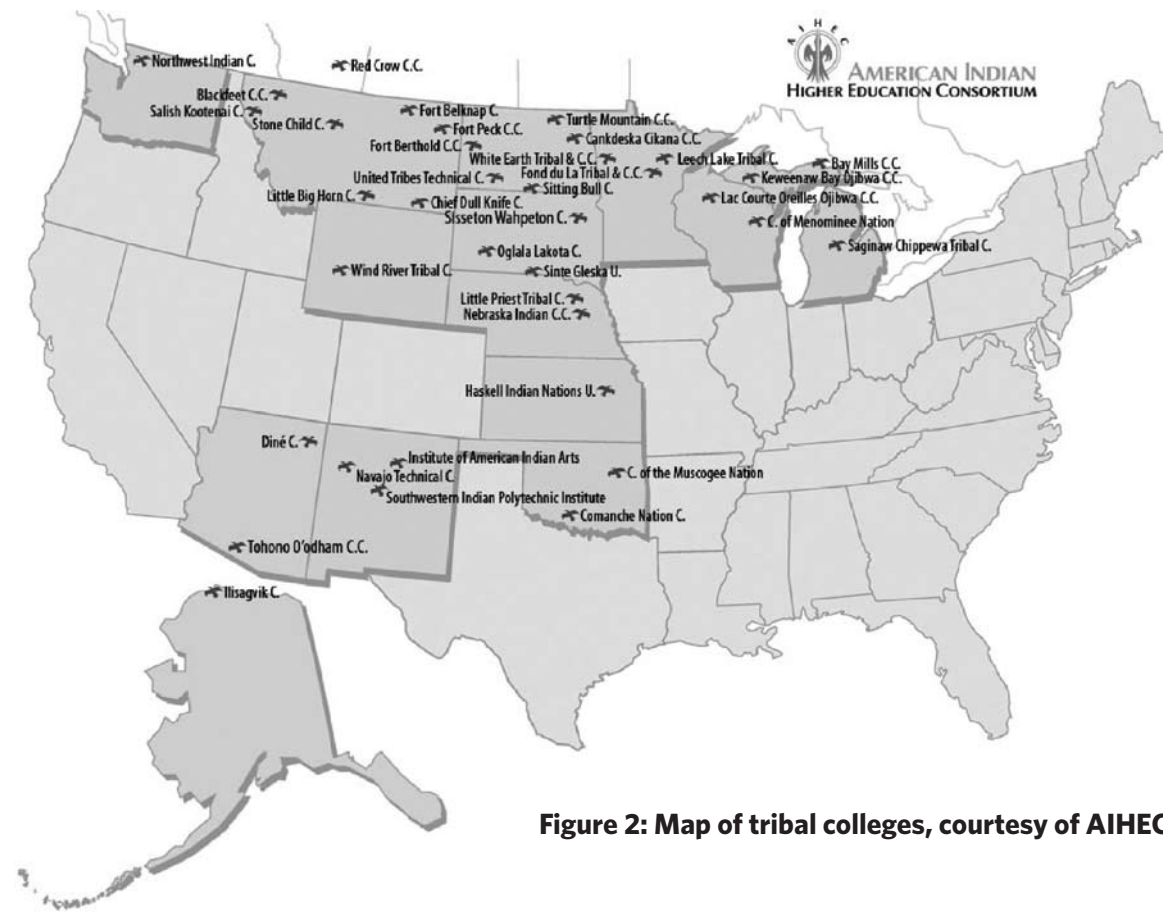 A I H E C
AMERICAN INDIAN
HIGHER EDUCATION CONSORTIUM
Northwest Indian C.
Red Crow C.C.
Blackfeet C.C.
Salish Kootenai C.
Stone Child C.
Fort Belknap C.
Fort Peck C.C.
Fort Berthold C.C.
Turtle Mountain C.C.
Cankdeska Cikana C.C.
White Earth Tribal & C.C.
Leech Lake Tribal C.
Bay Mills C.C.
Fond du La Tribal & C.C.
Keweenaw Bay Ojibwa C.C.
United Tribes Technical C.
Sitting Bull C.
Little Big Horn C.
Chief Dull Knife C.
Lac Courte Oreilles Ojibwa C.C.
Sisseton Wahpeton C.
C. of Menominee Nation
Oglala Lakota C.
Saginaw Chippewa Tribal C.
Wind River Tribal C.
Sinte Gleska U.
Little Priest Tribal C.
Nebraska Indian C.C.
Haskell Indian Nations U.
Diné C.
Institute of American Indian Arts
Navajo Technical C.
C. of the Muscogee Nation
Southwestern Indian Polytechnic Institute
Comanche Nation C.
Tohono O'odham C.C.
Ilisagvik C.
Figure 2: Map of tribal colleges, courtesy of AIHEC